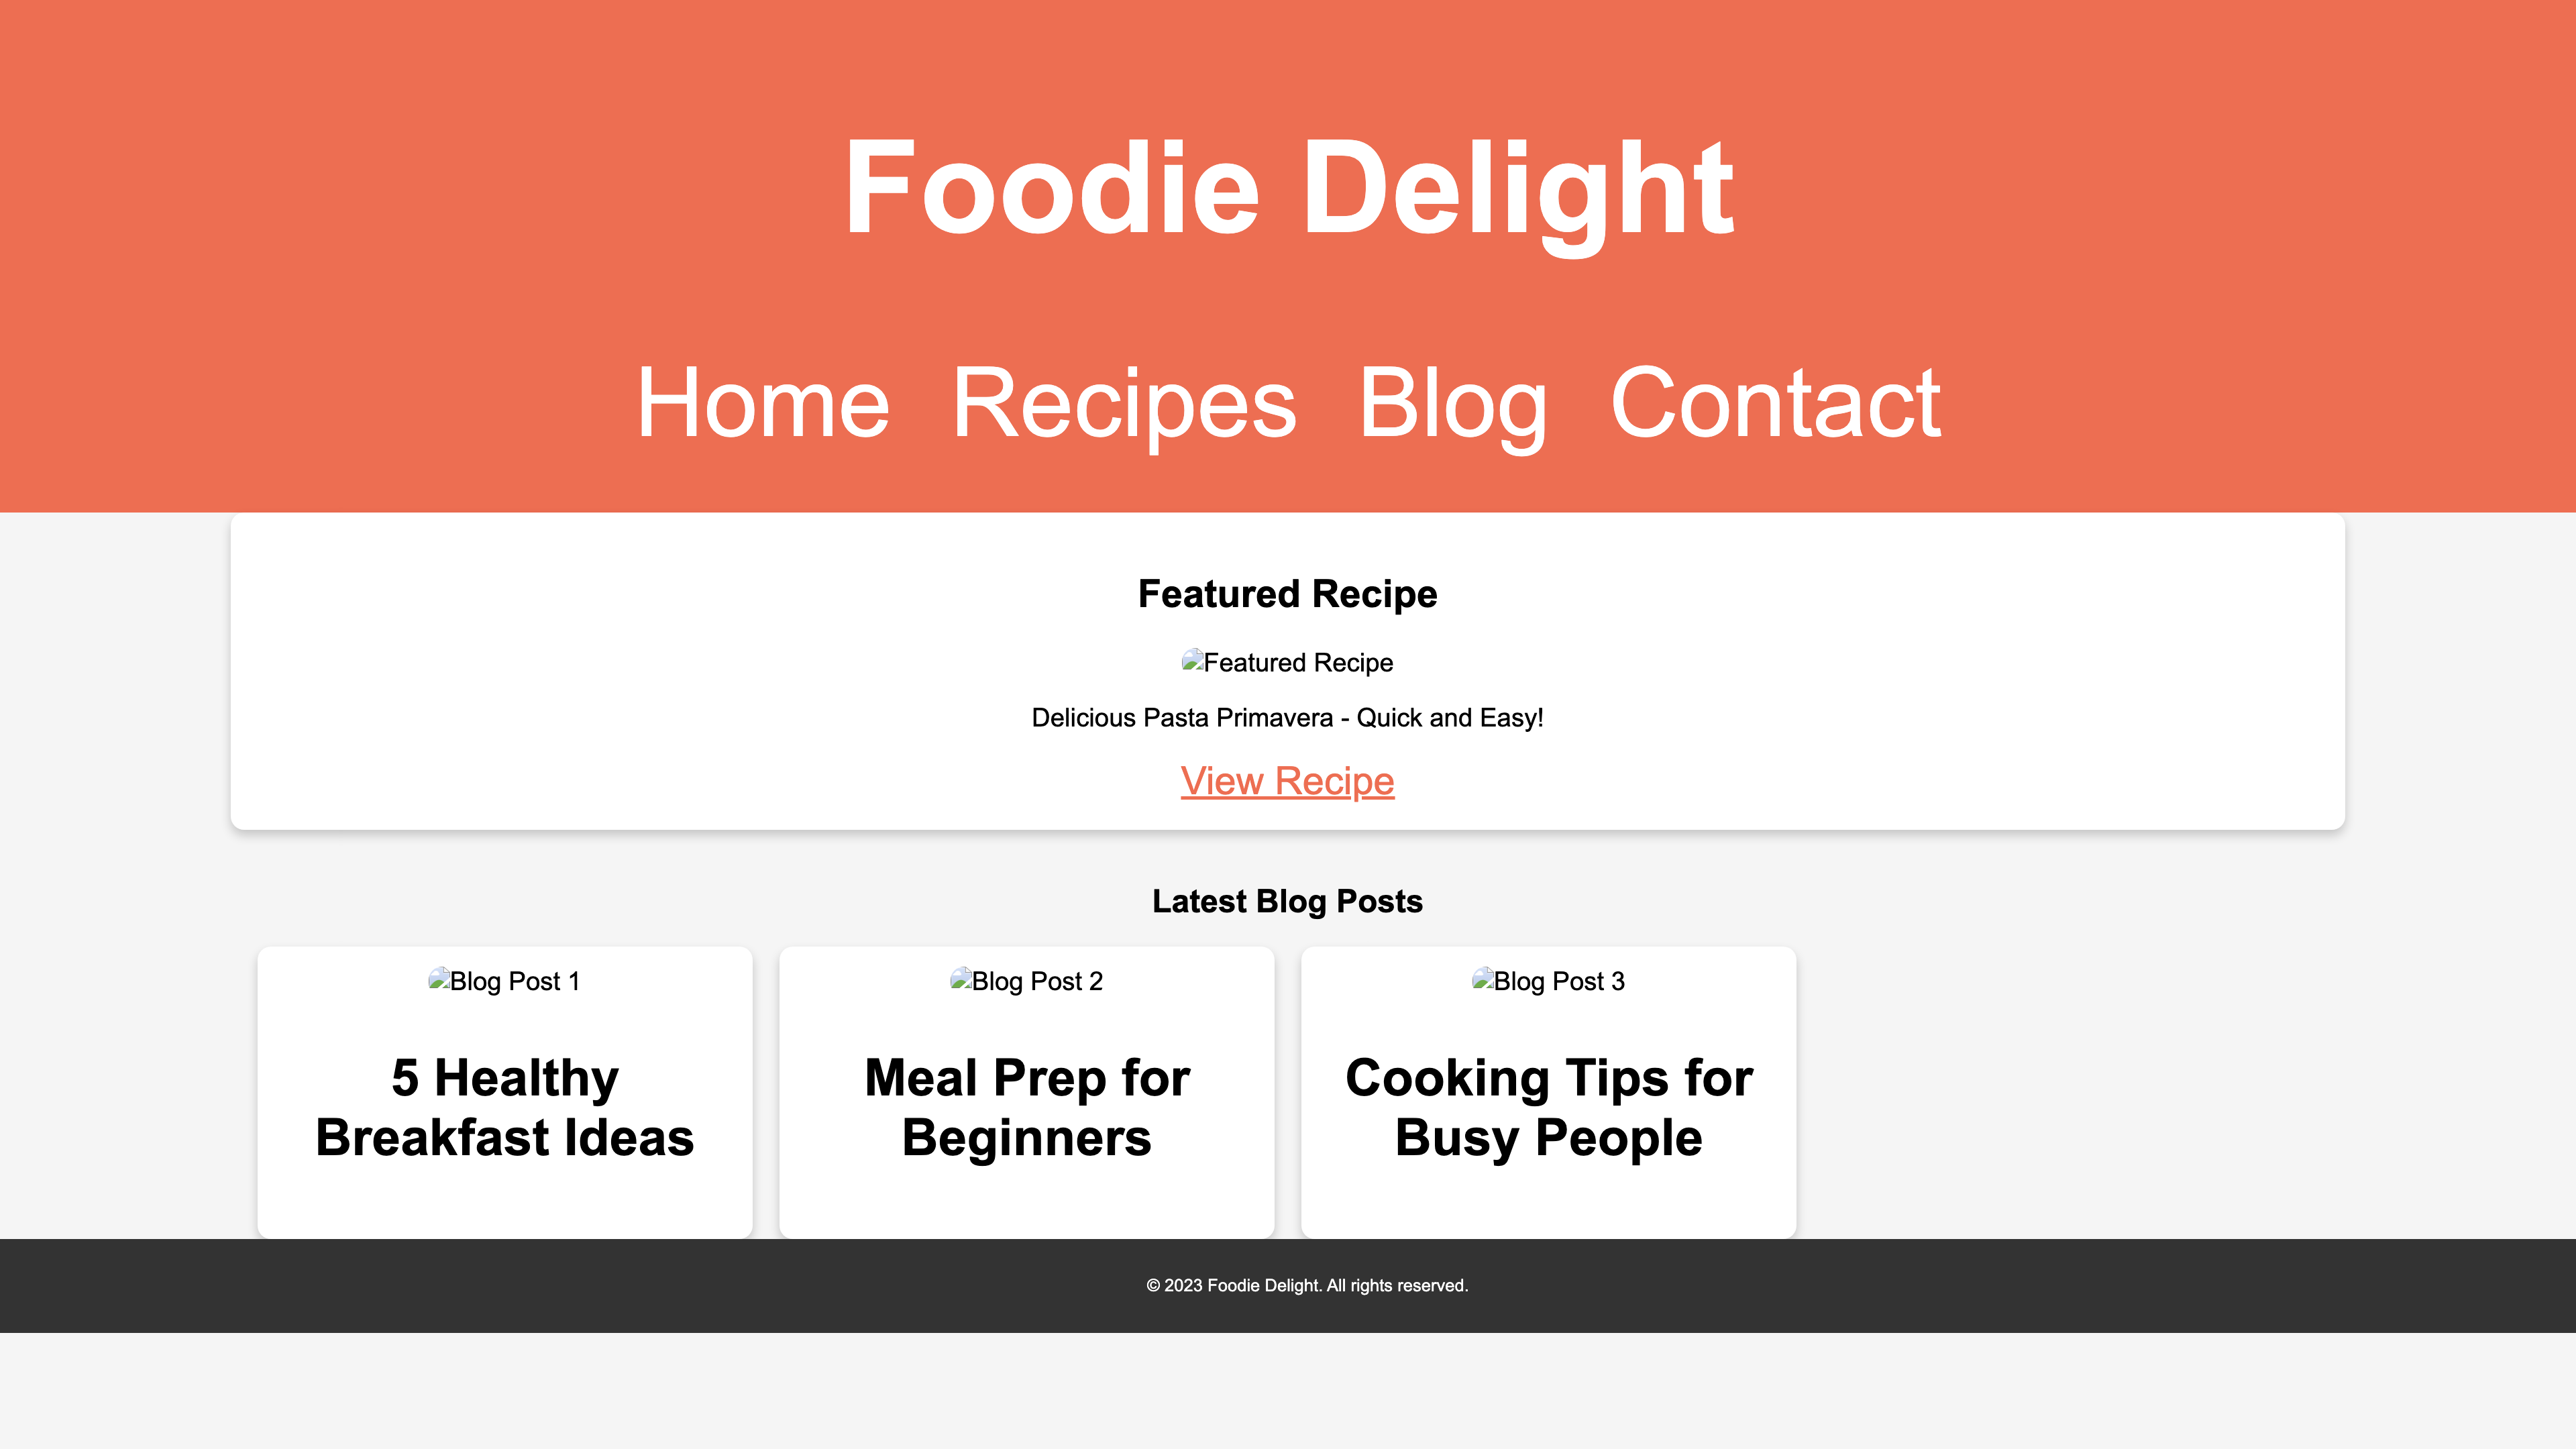 Foodie Delight
Home Recipes Blog Contact
Featured Recipe
Featured Recipe
Delicious Pasta Primavera - Quick and Easy!
View Recipe
Latest Blog Posts
Blog Post 1
5 Healthy
Breakfast Ideas
Blog Post 2
Meal Prep for
Beginners
Blog Post 3
Cooking Tips for
Busy People
© 2023 Foodie Delight. All rights reserved.